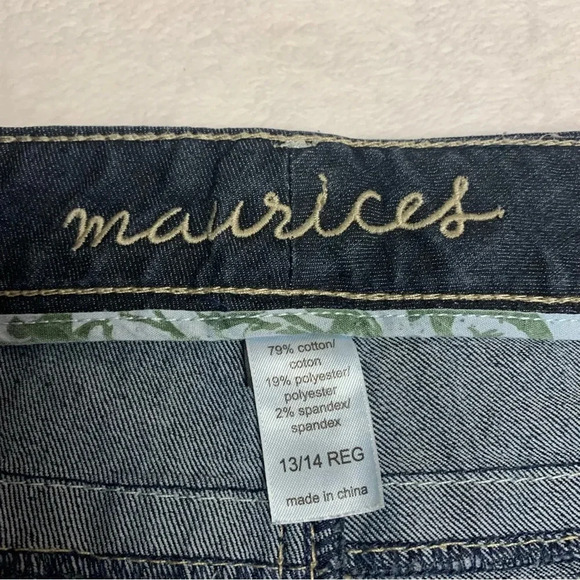 maurices
79% cotton/
coton
19% polyester/
polyester
2% spandex/
spandex
13/14 REG
made in china